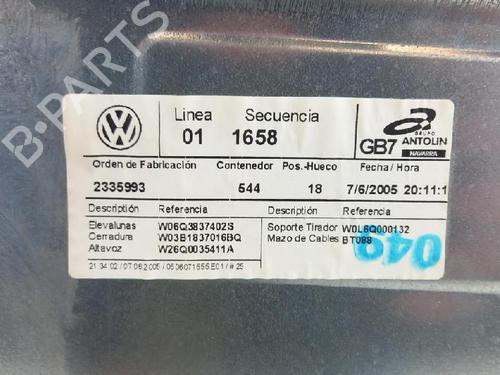 B-PARTS
Linea Secuencia
01 1658
GB7 GRUPO ANTOLIN NAVARRA
Orden de Fabricación Contenedor Pos.-Hueco Fecha / Hora
2335993 544 18 7/6/2005 20:11:1
Descripción Referencia Descripción Referencia
Elevalunas W06Q3837402S Soporte Tirador W0L6Q000132
Cerradura W03B1837016BQ Mazo de Cables BT088
Altavoz W26Q0035411A
049